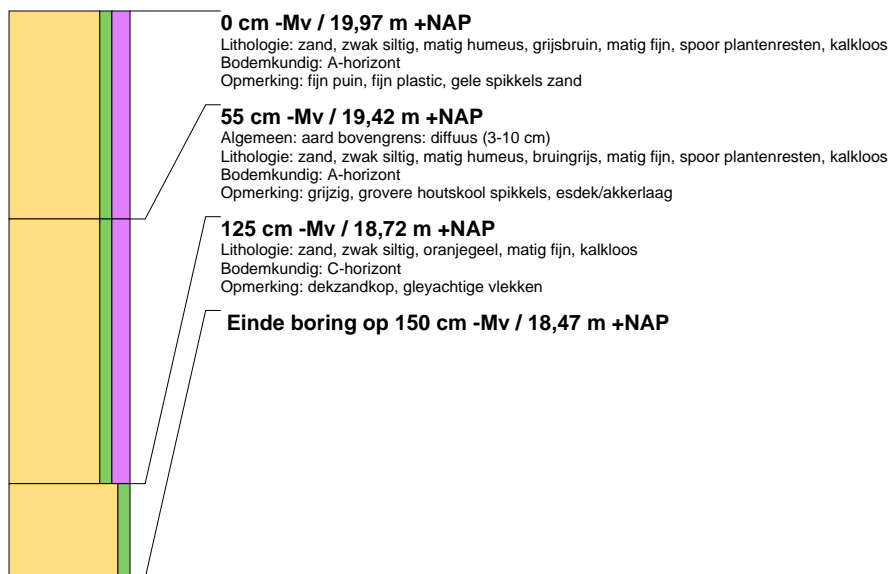 0 cm -Mv / 19,97 m +NAP
Lithologie: zand, zwak siltig, matig humeus, grijsbruin, matig fijn, spoor plantenresten, kalkloos
Bodemkundig: A-horizont
Opmerking: fijn puin, fijn plastic, gele spikkels zand
55 cm -Mv / 19,42 m +NAP
Algemeen: aard bovengrens: diffuus (3-10 cm)
Lithologie: zand, zwak siltig, matig humeus, bruingrijs, matig fijn, spoor plantenresten, kalkloos
Bodemkundig: A-horizont
Opmerking: grijzig, grovere houtskool spikkels, esdek/akkerlaag
125 cm -Mv / 18,72 m +NAP
Lithologie: zand, zwak siltig, oranjegeel, matig fijn, kalkloos
Bodemkundig: C-horizont
Opmerking: dekzandkop, gleyachtige vlekken
Einde boring op 150 cm -Mv / 18,47 m +NAP